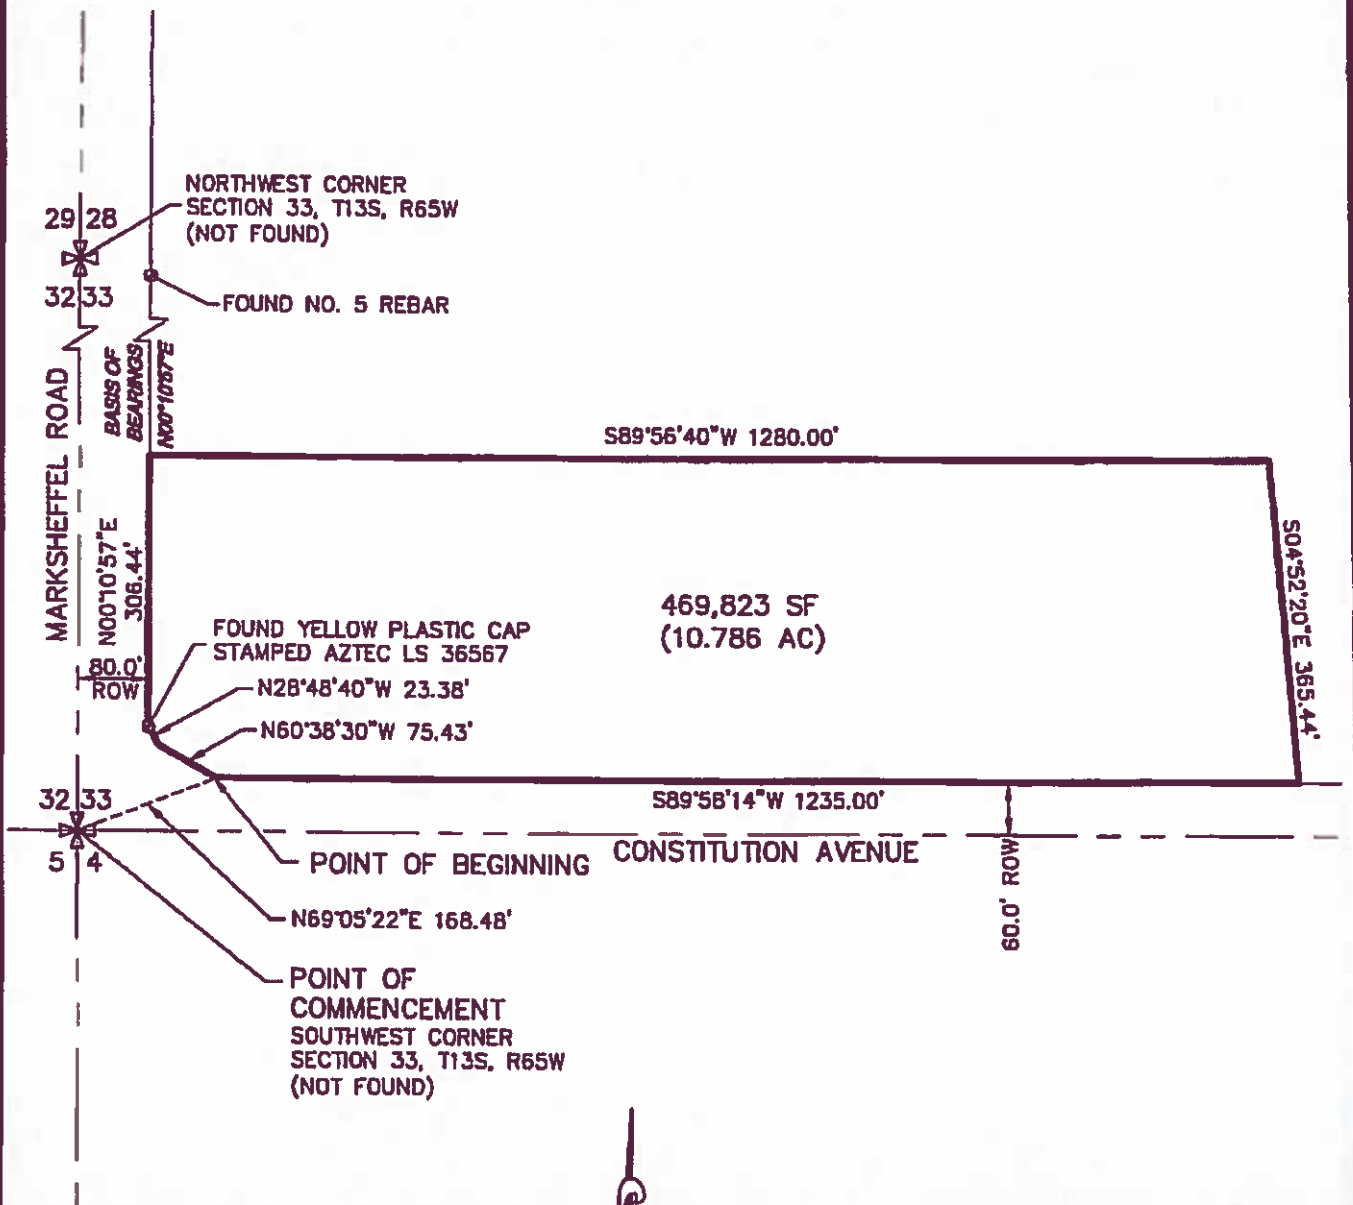 NORTHWEST CORNER
SECTION 33, T13S, R65W
(NOT FOUND)
29 28
32 33
FOUND NO. 5 REBAR
MARKSHEFFEL ROAD
BASIS OF
BEARINGS
N00°10'57"E
S89°56'40"W 1280.00'
N00°10'57"E
306.44'
S04°52'20"E 365.44'
469,823 SF
(10.786 AC)
FOUND YELLOW PLASTIC CAP
STAMPED AZTEC LS 36567
80.0'
ROW
N28°48'40"W 23.38'
N60°38'30"W 75.43'
32 33
5 4
S89°58'14"W 1235.00'
POINT OF BEGINNING
CONSTITUTION AVENUE
60.0' ROW
N69°05'22"E 168.48'
POINT OF
COMMENCEMENT
SOUTHWEST CORNER
SECTION 33, T13S, R65W
(NOT FOUND)